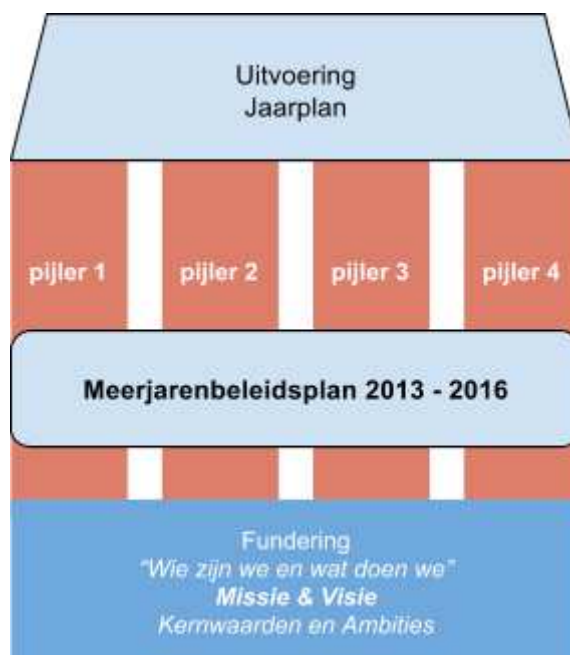 Uitvoering
Jaarplan
pijler 1 pijler 2 pijler 3 pijler 4
Meerjarenbeleidsplan 2013 - 2016
Fundering
“Wie zijn we en wat doen we”
Missie & Visie
Kernwaarden en Ambities